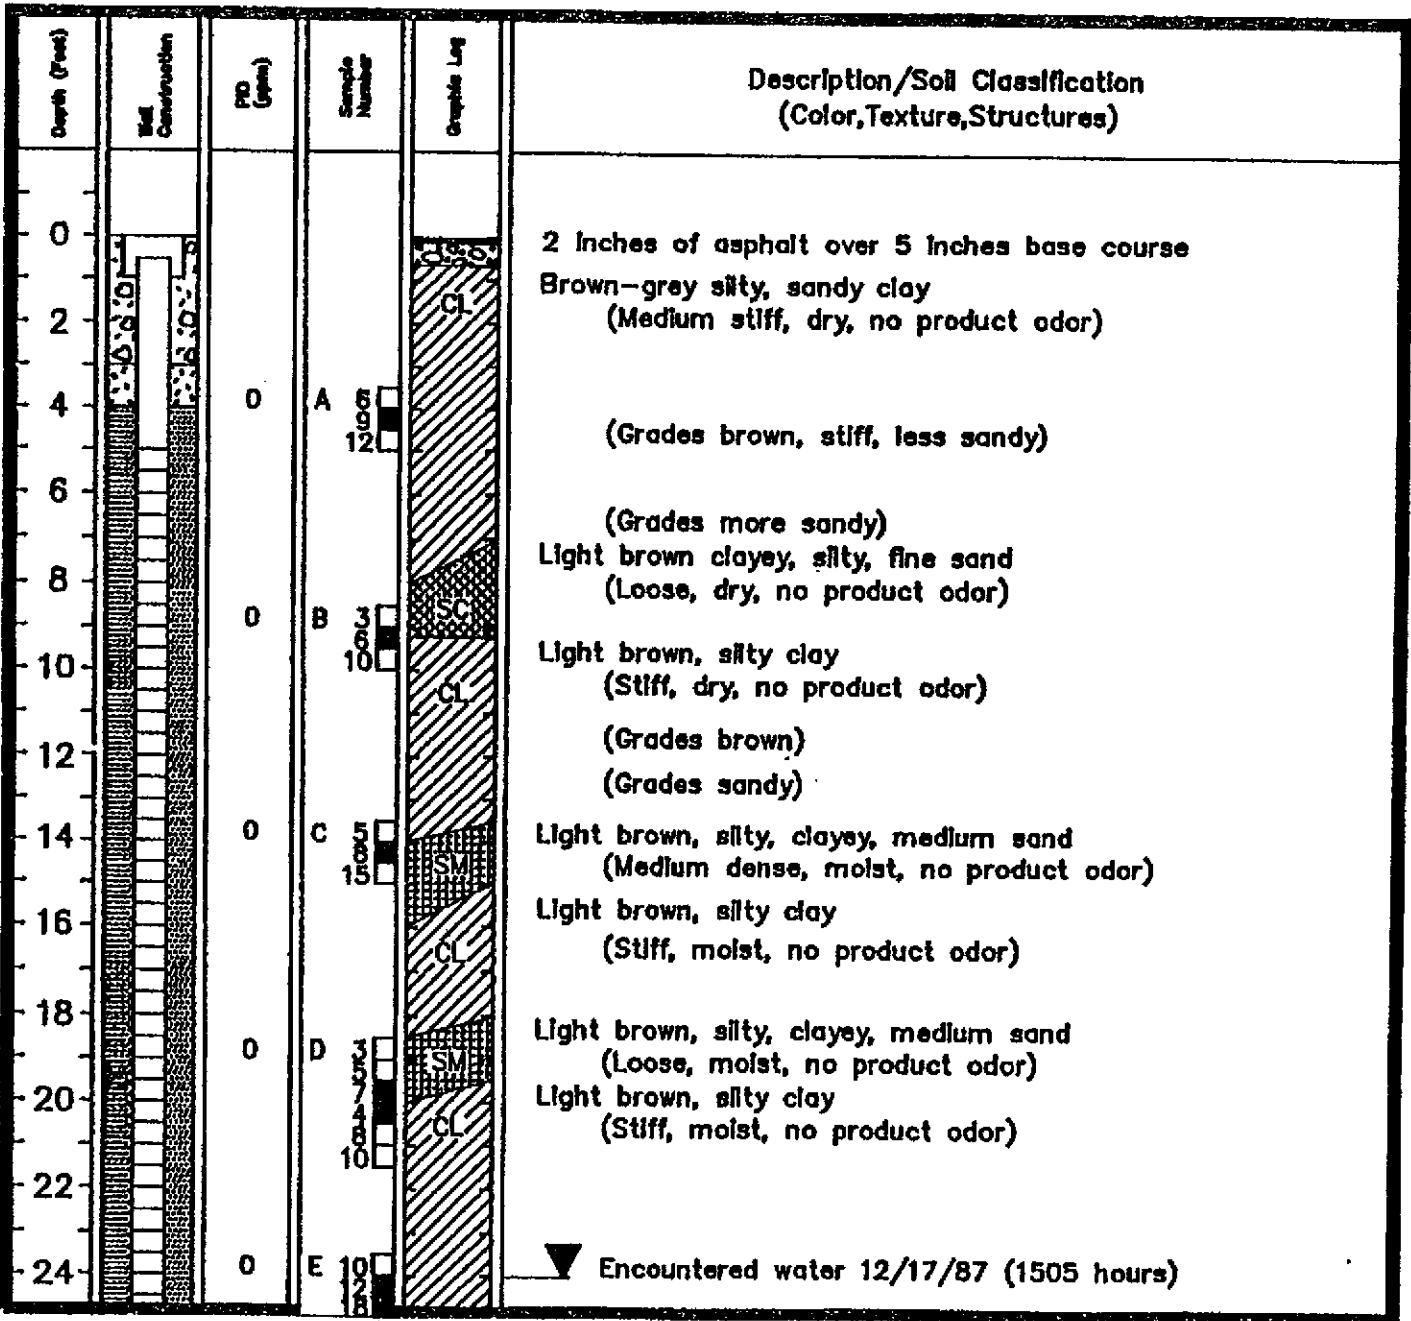 Depth (Feet)
Well Construction
PID (ppm)
Sample Number
Graphic Log
Description/Soil Classification
(Color,Texture,Structures)
0
2 Inches of asphalt over 5 Inches base course
Brown-grey silty, sandy clay
CL
2
(Medium stiff, dry, no product odor)
4
0
A
12
(Grades brown, stiff, less sandy)
6
(Grades more sandy)
Light brown clayey, silty, fine sand
8
(Loose, dry, no product odor)
0
B
3
SC
10
10
Light brown, silty clay
(Stiff, dry, no product odor)
CL
12
(Grades brown)
(Grades sandy)
14
0
C
5
15
Light brown, silty, clayey, medium sand
SM
(Medium dense, moist, no product odor)
16
Light brown, silty clay
CL
(Stiff, moist, no product odor)
18
Light brown, silty, clayey, medium sand
0
D
3
SM
(Loose, moist, no product odor)
20
7
Light brown, silty clay
4
CL
8
10
(Stiff, moist, no product odor)
22
24
0
E
10
18
Encountered water 12/17/87 (1505 hours)